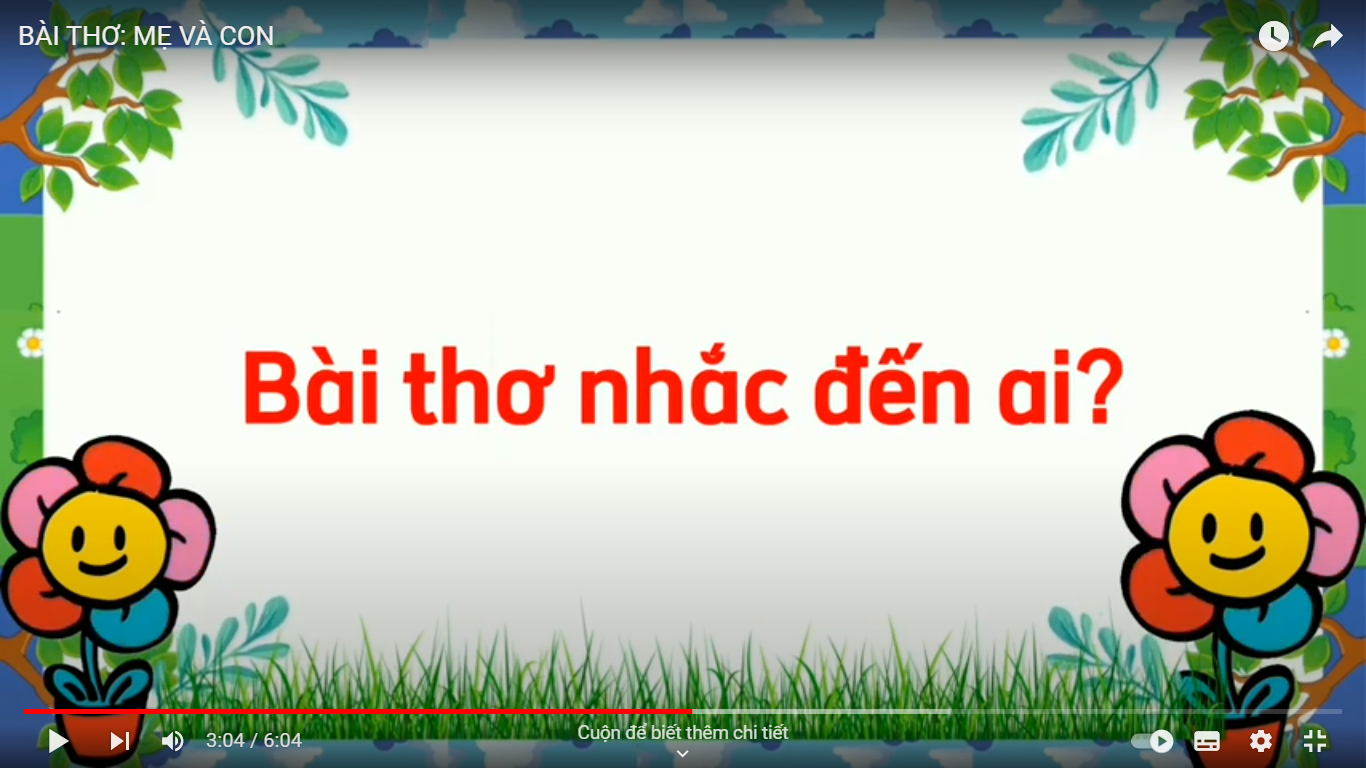 BÀI THƠ: MẸ VÀ CON
Bài thơ nhắc đến ai?
3:04 / 6:04
Cuộn để biết thêm chi tiết